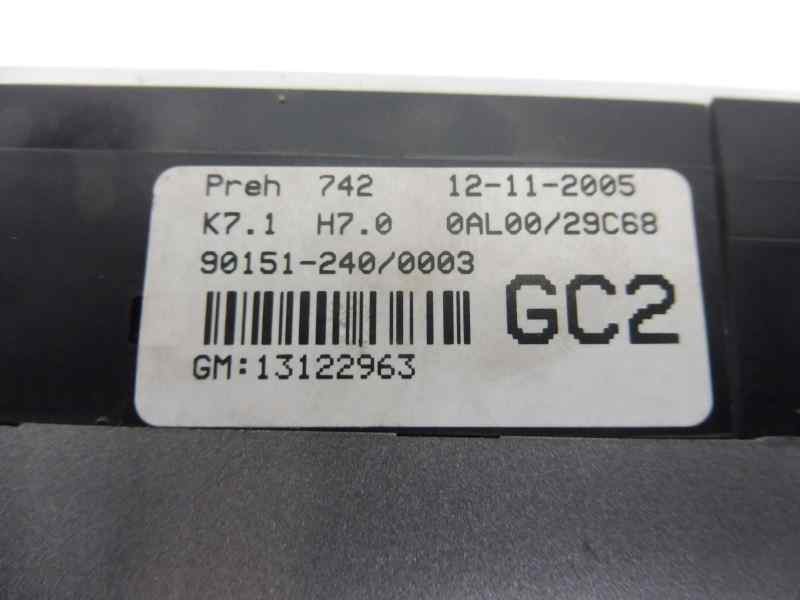 Preh 742 12-11-2005
K7.1 H7.0 0AL00/29C68
90151-240/0003
GC2
GM:13122963